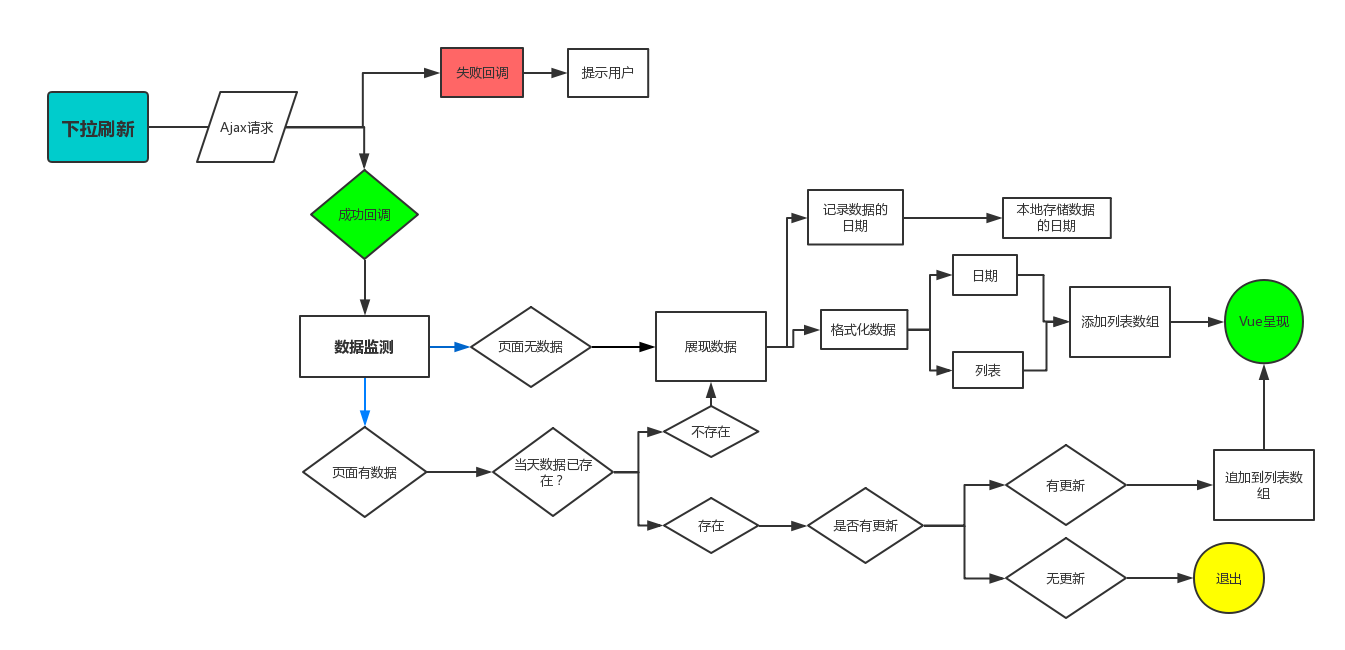 失败回调
提示用户
下拉刷新
Ajax请求
成功回调
记录数据的
日期
本地存储数据
的日期
日期
格式化数据
添加列表数组
Vue呈现
列表
数据监测
页面无数据
展现数据
不存在
页面有数据
当天数据已存
在？
存在
是否有更新
有更新
追加到列表数
组
无更新
退出